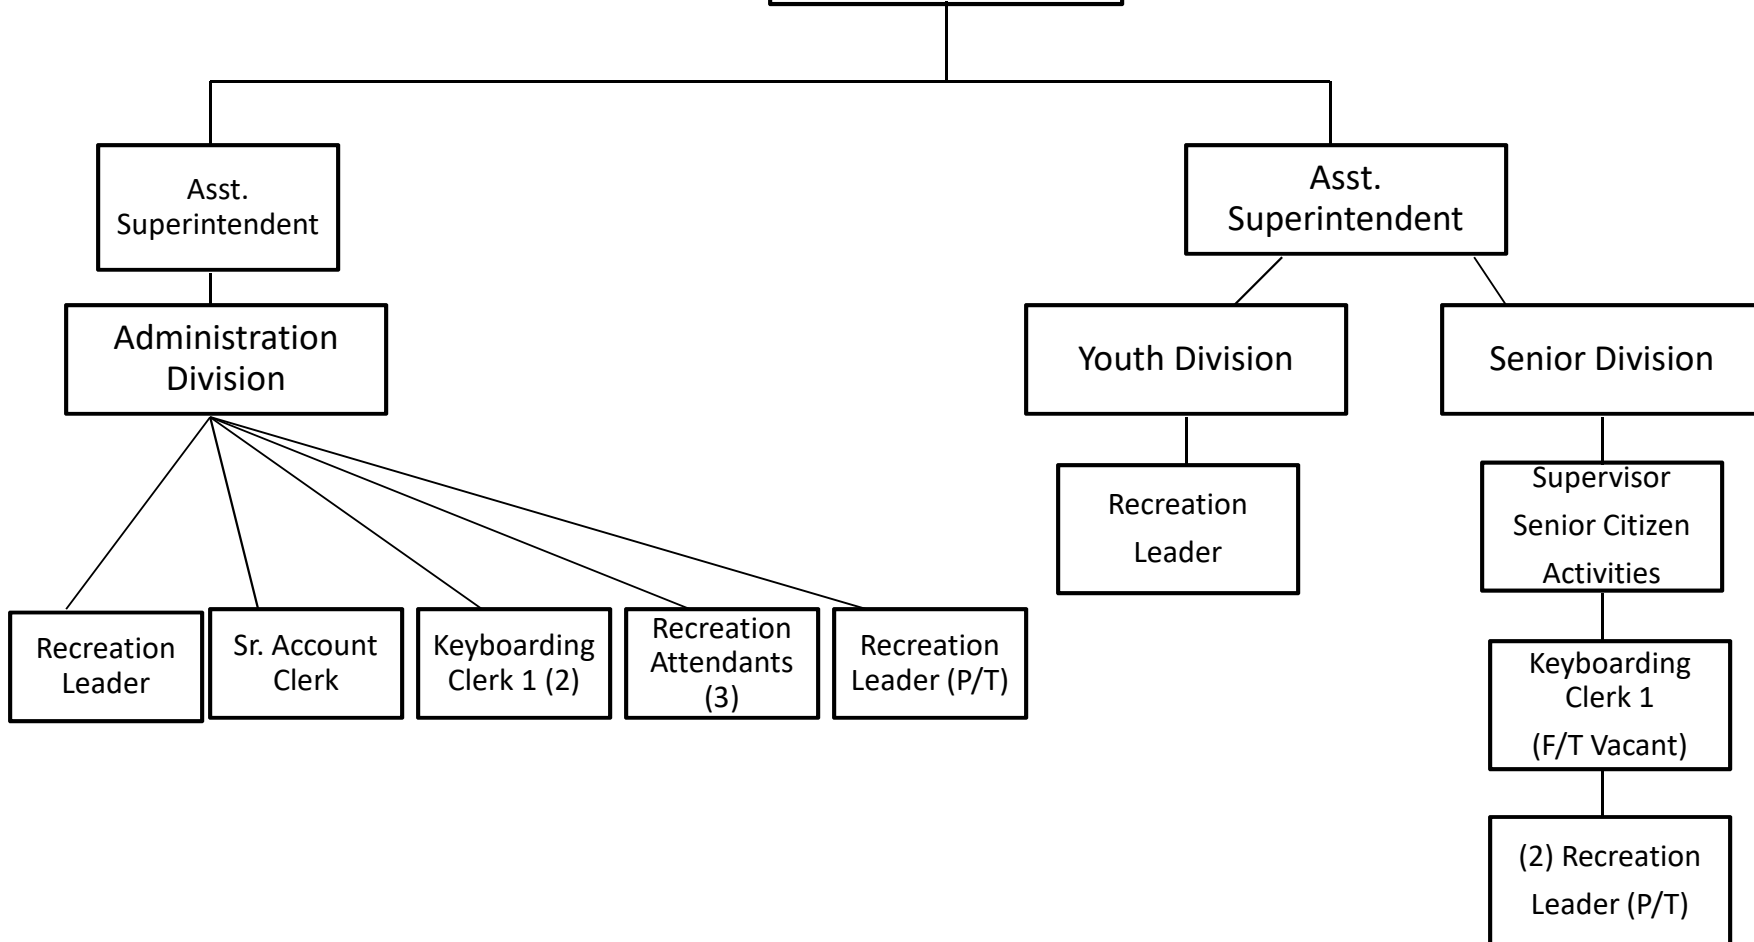 Asst.
Superintendent
Asst.
Superintendent
Administration
Division
Youth Division
Senior Division
Recreation
Leader
Supervisor
Senior Citizen
Activities
Recreation
Leader
Sr. Account
Clerk
Keyboarding
Clerk 1 (2)
Recreation
Attendants
(3)
Recreation
Leader (P/T)
Keyboarding
Clerk 1
(F/T Vacant)
(2) Recreation
Leader (P/T)